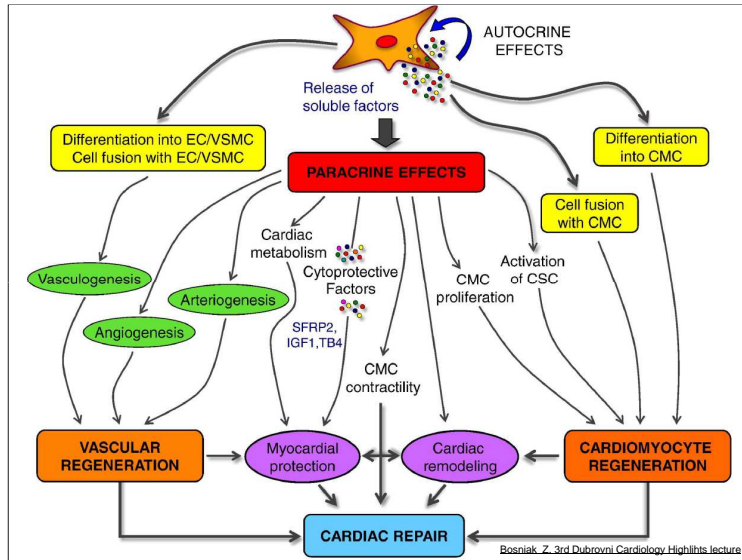 AUTOCRINE
EFFECTS
Release of
soluble factors
Differentiation into EC/VSMC
Cell fusion with EC/VSMC
PARACRINE EFFECTS
Differentiation
into CMC
Cell fusion
with CMC
Cardiac
metabolism
Cytoprotective
Factors
SFRP2,
IGF1,TB4
CMC
proliferation
Activation
of CSC
Vasculogenesis
Angiogenesis
Arteriogenesis
CMC
contractility
VASCULAR
REGENERATION
Myocardial
protection
Cardiac
remodeling
CARDIOMYOCYTE
REGENERATION
CARDIAC REPAIR
Bosniak Z, 3rd Dubrovni Cardiology Highlihts lecture